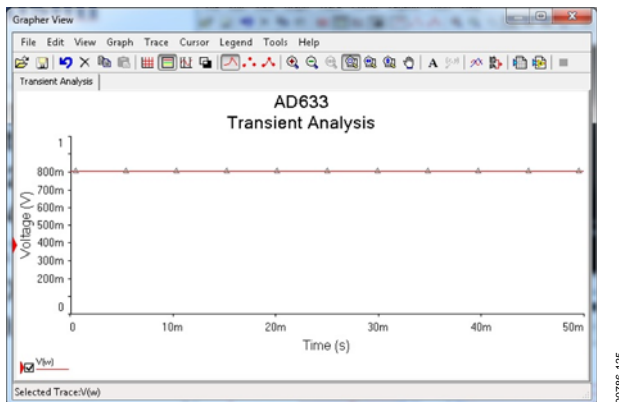 Grapher View
File Edit View Graph Trace Cursor Legend Tools Help
A
Transient Analysis
AD633
Transient Analysis
Voltage (V)
1
800m
700m
600m
500m
400m
300m
200m
0
0 10m 20m 30m 40m 50m
Time (s)
V(w)
Selected Trace:V(w)